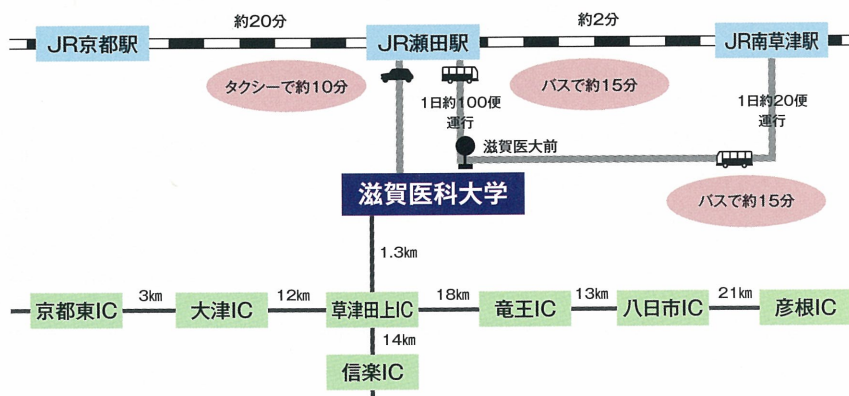 約20分
約2分
JR京都駅
JR瀬田駅
JR南草津駅
タクシーで約10分
バスで約15分
1日約100便
運行
1日約20便
運行
滋賀医大前
滋賀医科大学
バスで約15分
1.3㎞
3㎞
12㎞
18㎞
13㎞
21㎞
京都東IC
大津IC
草津田上IC
竜王IC
八日市IC
彦根IC
14㎞
信楽IC